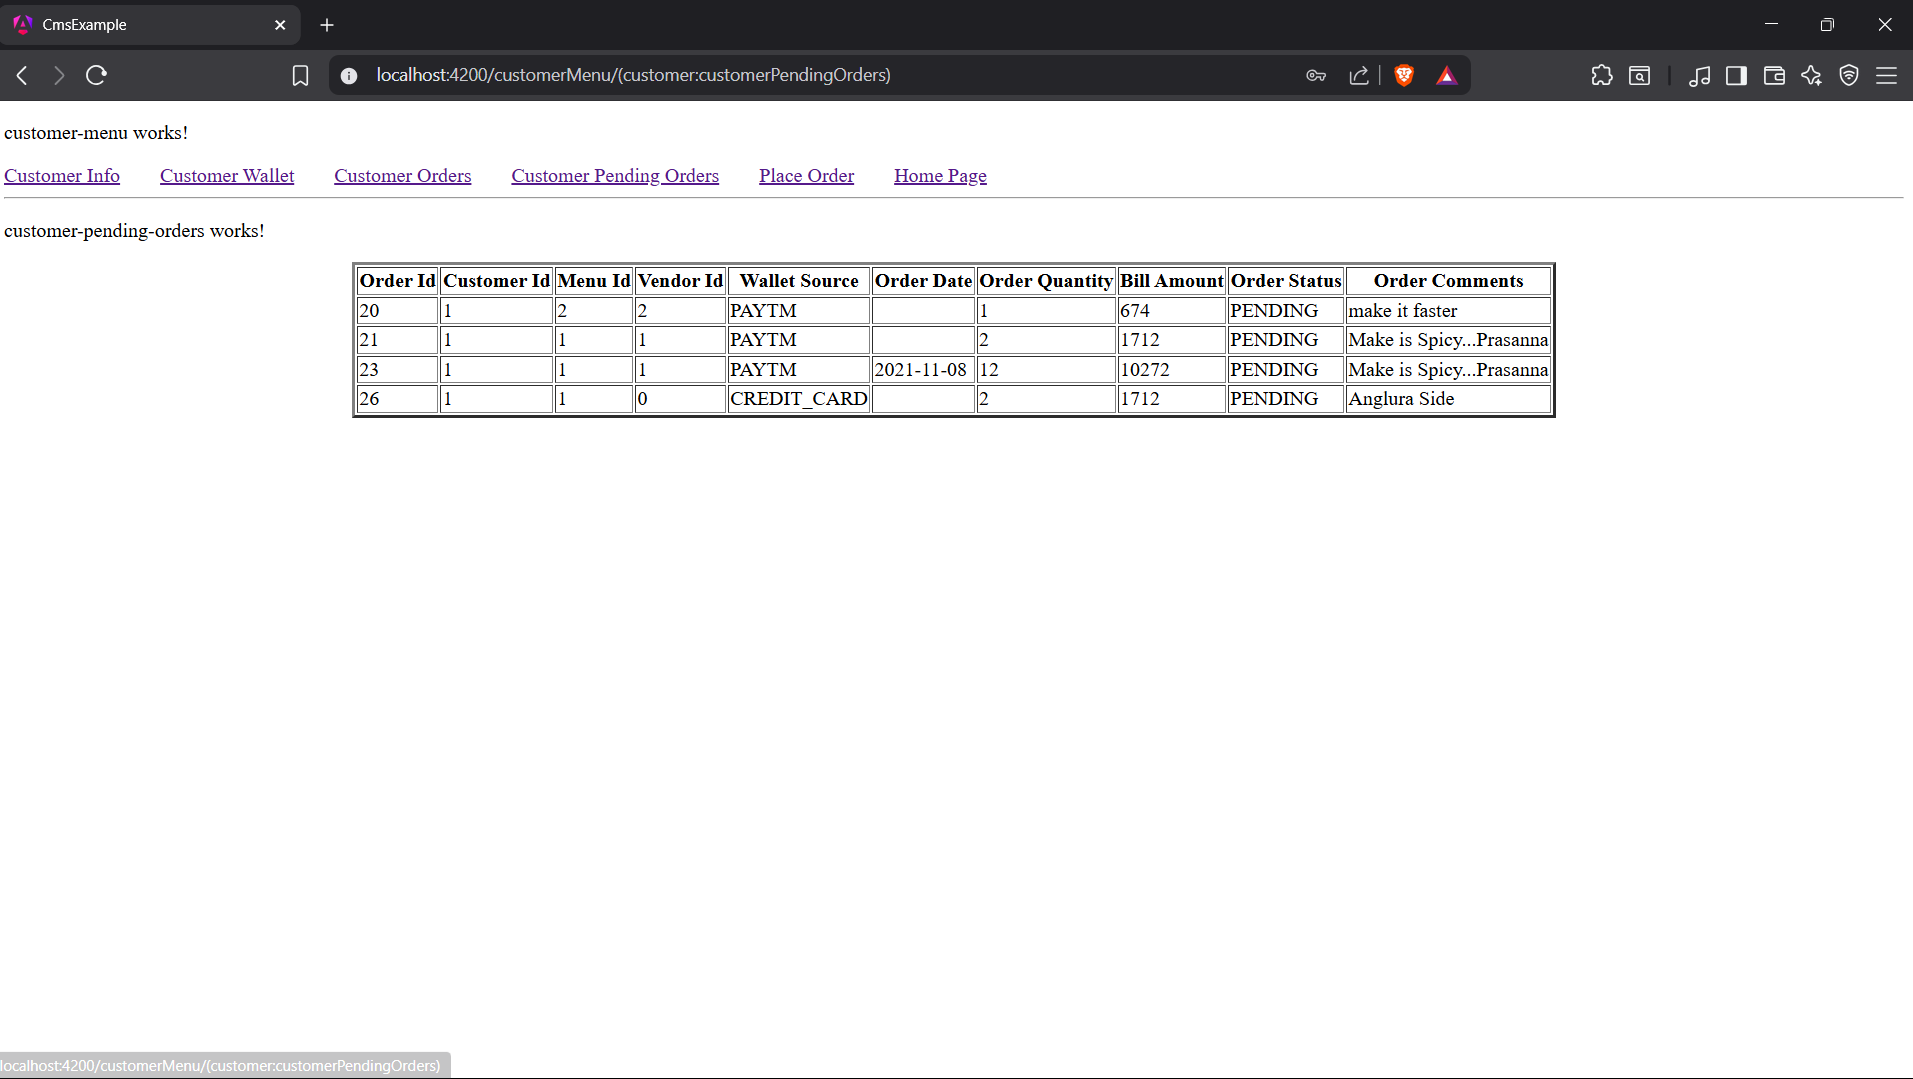 CmsExample
localhost:4200/customerMenu/(customer:customerPendingOrders)
customer-menu works!
Customer Info Customer Wallet Customer Orders Customer Pending Orders Place Order Home Page
customer-pending-orders works!
Order Id Customer Id Menu Id Vendor Id Wallet Source Order Date Order Quantity Bill Amount Order Status Order Comments
20 1 2 2 PAYTM 1 674 PENDING make it faster
21 1 1 1 PAYTM 2 1712 PENDING Make is Spicy...Prasanna
23 1 1 1 PAYTM 2021-11-08 12 10272 PENDING Make is Spicy...Prasanna
26 1 1 0 CREDIT_CARD 2 1712 PENDING Anglura Side
localhost:4200/customerMenu/(customer:customerPendingOrders)